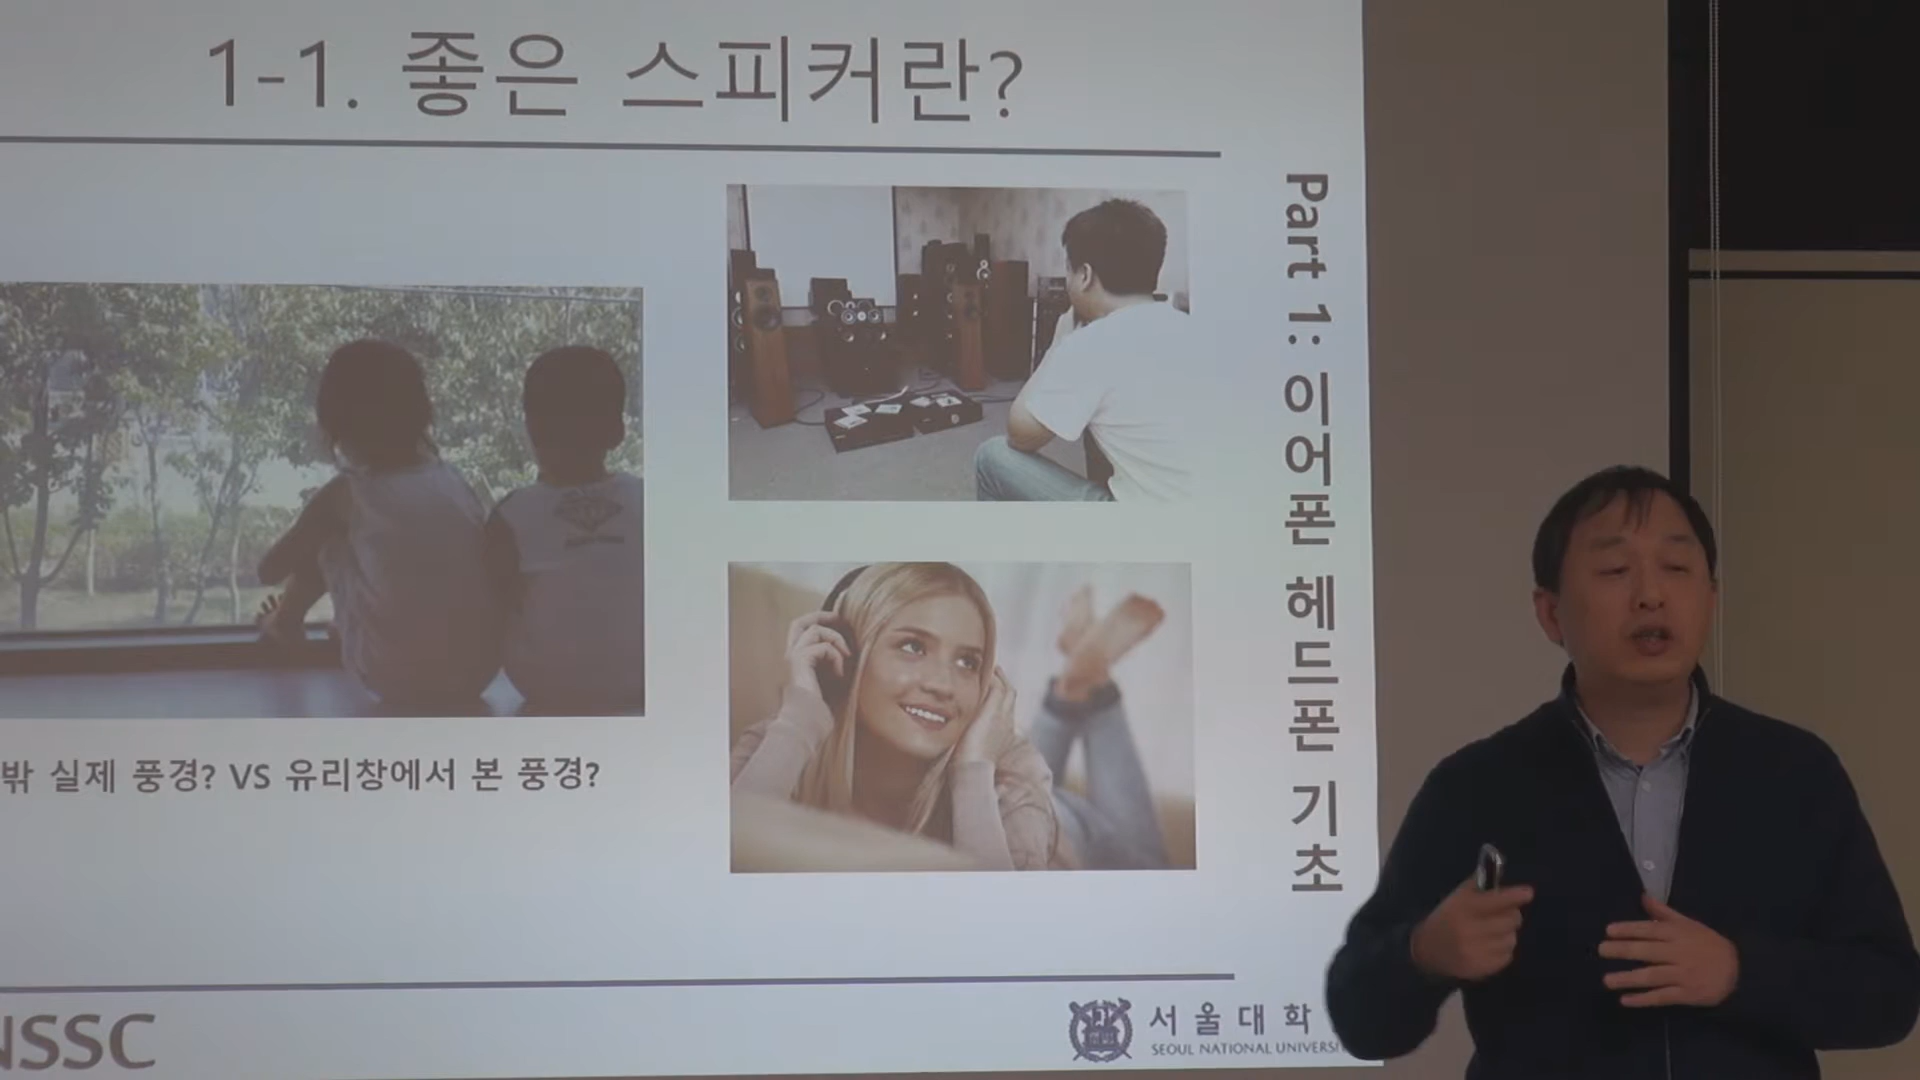 1-1. 좋은 스피커란?
Part 1: 이어폰 헤드폰 기초
밖 실제 풍경? VS 유리창에서 본 풍경?
NSSC
서울대학
SEOUL NATIONAL